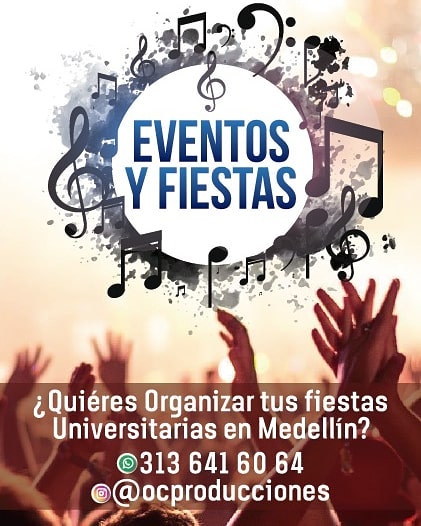 EVENTOS
Y FIESTAS
¿Quiéres Organizar tus fiestas
Universitarias en Medellín?
313 641 60 64
@ocproducciones